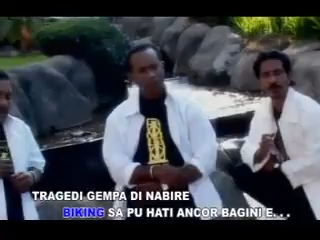 TRAGEDI GEMPA DI NABIRE
BIKING SA PU HATI ANCOR BAGINI E. . .